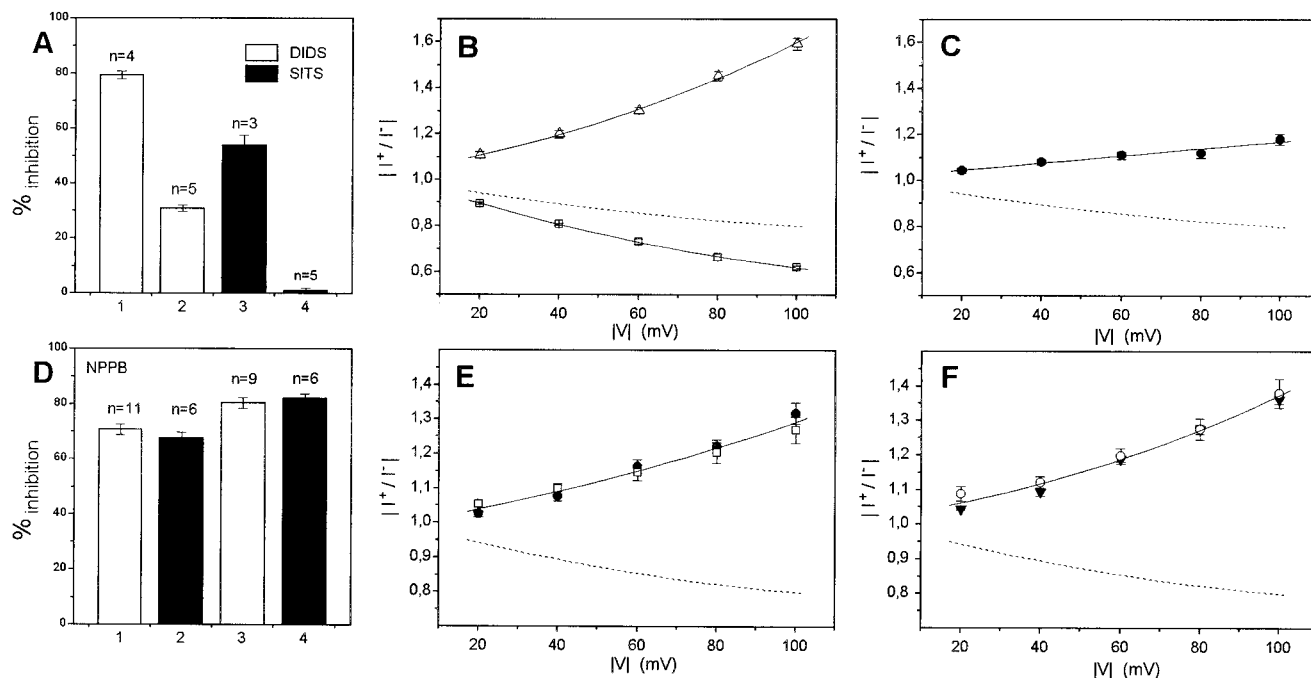 A
% inhibition
100
80
60
40
20
0
n=4
n=5
n=3
n=5
DIDS
SITS
1 2 3 4
B
| I⁺ / I⁻ |
1,6
1,4
1,2
1,0
0,8
0,6
20 40 60 80 100
|V| (mV)
C
| I⁺ / I⁻ |
1,6
1,4
1,2
1,0
0,8
0,6
20 40 60 80 100
|V| (mV)
D
NPPB
% inhibition
100
80
60
40
20
0
n=11
n=6
n=9
n=6
1 2 3 4
E
| I⁺ / I⁻ |
1,4
1,3
1,2
1,1
1,0
0,9
0,8
20 40 60 80 100
|V| (mV)
F
| I⁺ / I⁻ |
1,4
1,3
1,2
1,1
1,0
0,9
0,8
20 40 60 80 100
|V| (mV)